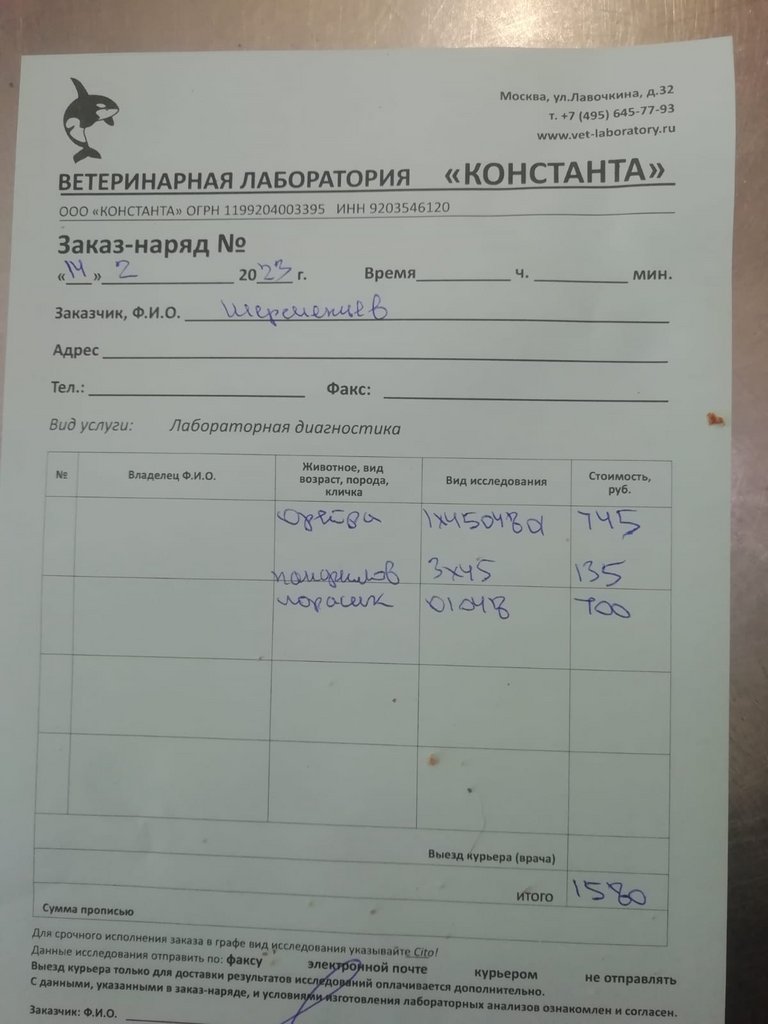 Москва, ул.Лавочкина, д.32
т. +7 (495) 645-77-93
www.vet-laboratory.ru
ВЕТЕРИНАРНАЯ ЛАБОРАТОРИЯ «КОНСТАНТА»
ООО «КОНСТАНТА» ОГРН 1199204003395 ИНН 9203546120
Заказ-наряд №
«14» 2 2023 г. Время ч. мин.
Заказчик, Ф.И.О.
Адрес
Тел.: Факс:
Вид услуги: Лабораторная диагностика
№ Владелец Ф.И.О. Животное, вид возраст, порода, кличка Вид исследования Стоимость, руб.
745
панфилов 3х45 135
700
Выезд курьера (врача)
итого 1580
Сумма прописью
Для срочного исполнения заказа в графе вид исследования указывайте Cito!
Данные исследования отправить по: факсу электронной почте курьером не отправлять
Выезд курьера только для доставки результатов исследований оплачивается дополнительно.
С данными, указанными в заказ-наряде, и условиями изготовления лабораторных анализов ознакомлен и согласен.
Заказчик: Ф.И.О.